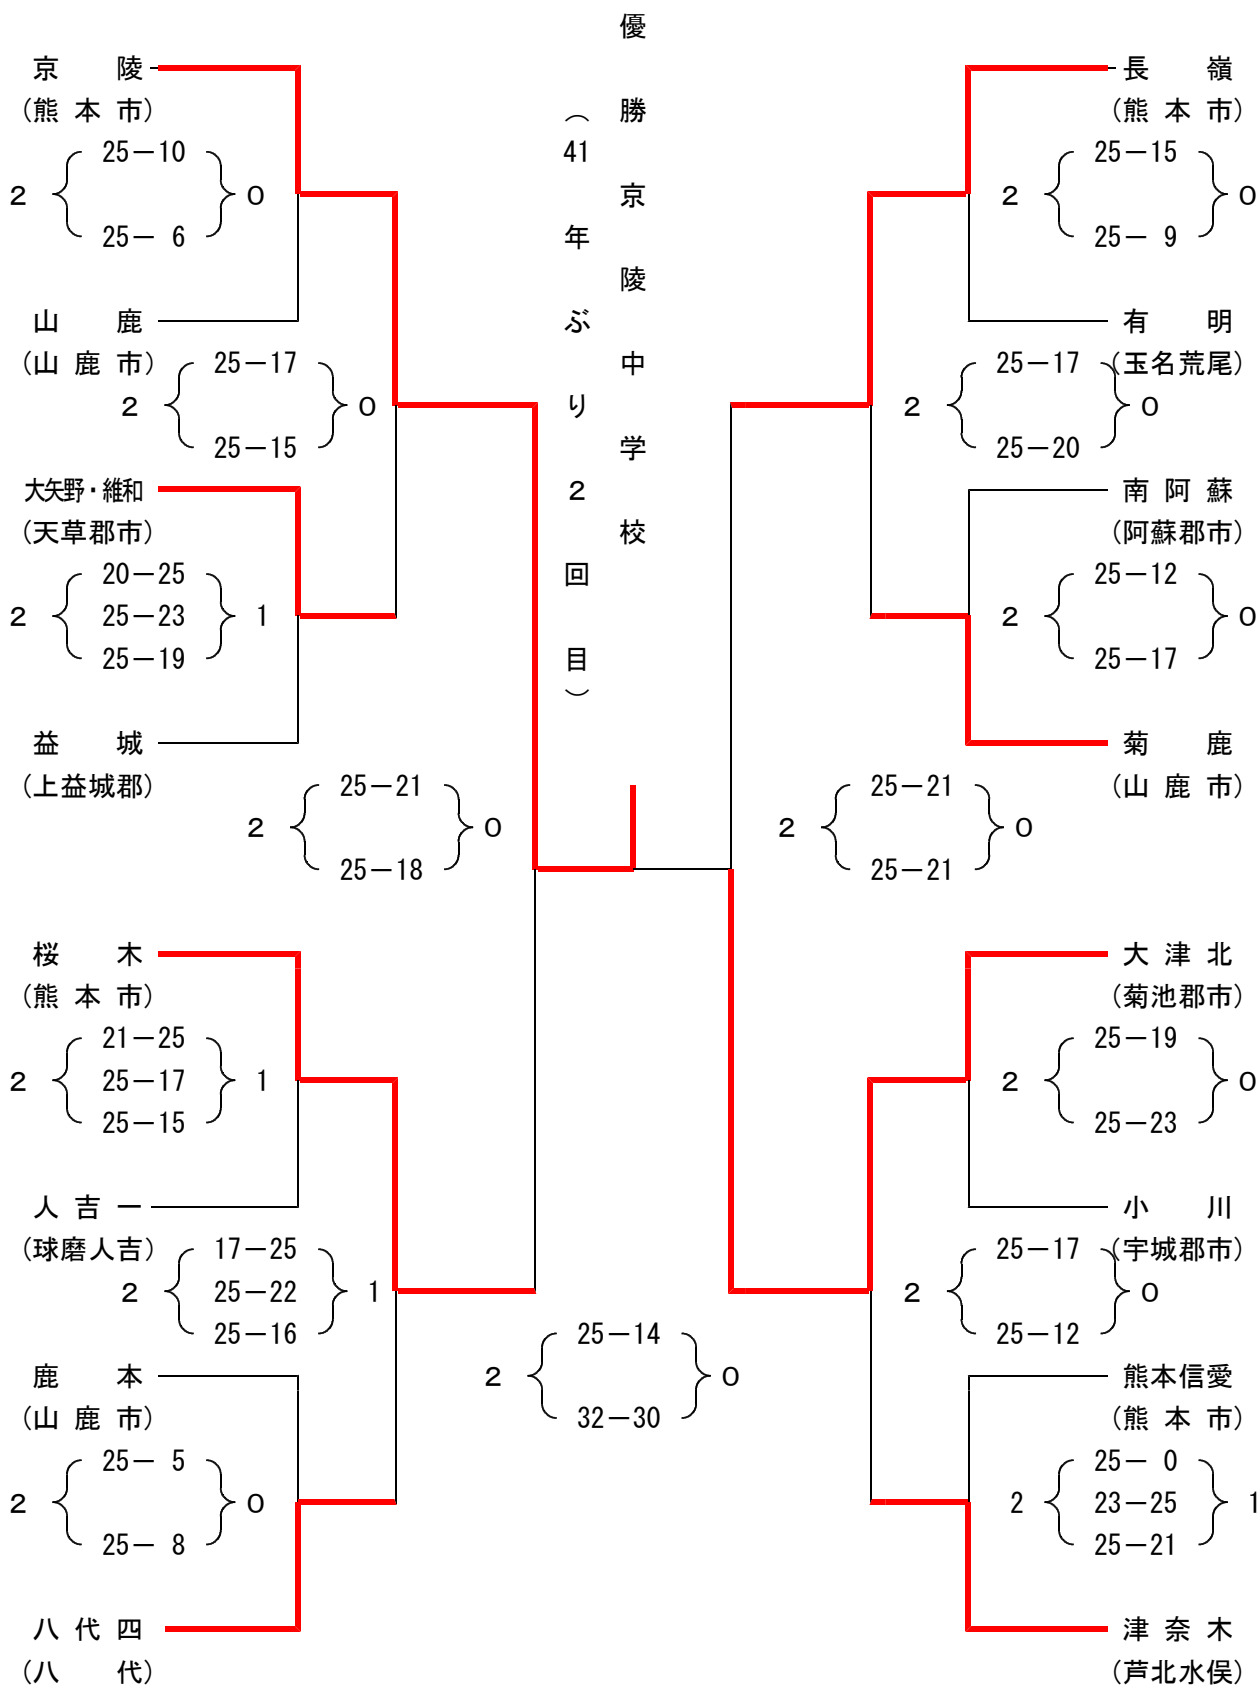 優勝 京陵中学校
（41年ぶり2回目）
京陵
（熊本市）
2 25－10 0
25－ 6
山鹿
（山鹿市）
2 25－17 0
25－15
大矢野・維和
（天草郡市）
20－25
2 25－23 1
25－19
益城
（上益城郡）
2 25－21 0
25－18
桜木
（熊本市）
21－25
2 25－17 1
25－15
人吉一
（球磨人吉）
17－25
2 25－22 1
25－16
鹿本
（山鹿市）
2 25－ 5 0
25－ 8
八代四
（八代）
2 25－14 0
32－30
長嶺
（熊本市）
2 25－15 0
25－ 9
有明
（玉名荒尾）
2 25－17 0
25－20
南阿蘇
（阿蘇郡市）
2 25－12 0
25－17
菊鹿
（山鹿市）
2 25－21 0
25－21
大津北
（菊池郡市）
2 25－19 0
25－23
小川
（宇城郡市）
2 25－17 0
25－12
熊本信愛
（熊本市）
25－ 0
2 23－25 1
25－21
津奈木
（芦北水俣）